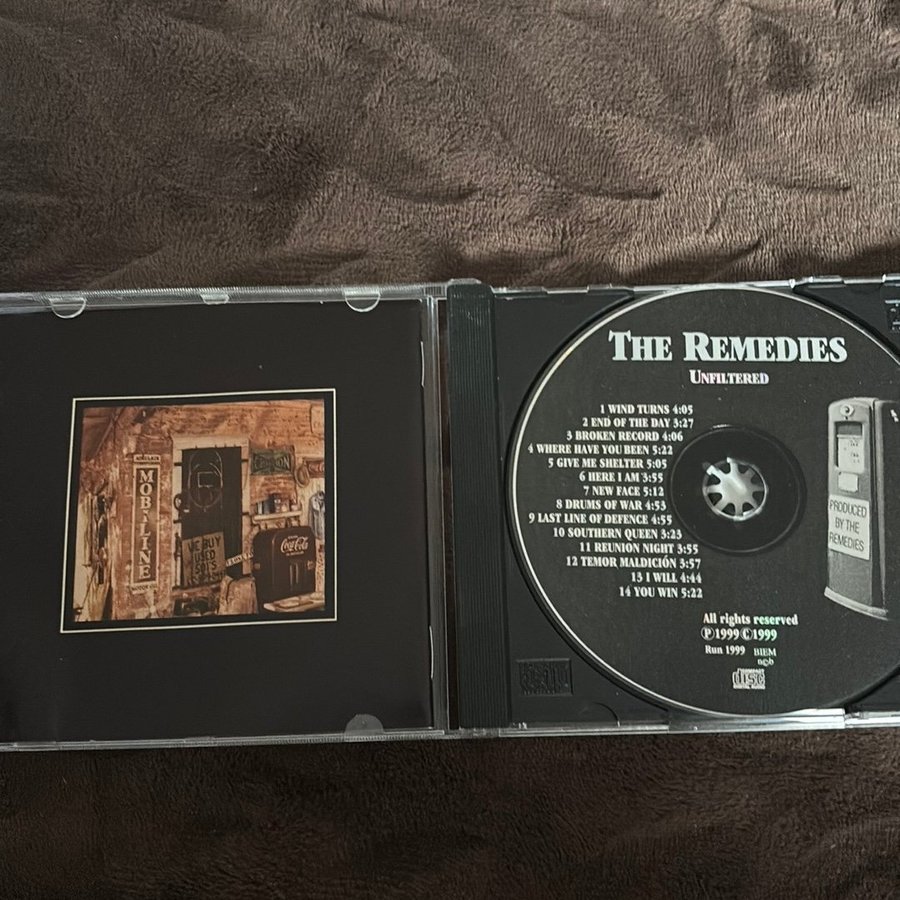 MOBILINE
WE BUY
USED
Coca-Cola
THE REMEDIES
UNFILTERED
1 WIND TURNS 4:05
2 END OF THE DAY 3:27
3 BROKEN RECORD 4:06
4 WHERE HAVE YOU BEEN 5:22
5 GIVE ME SHELTER 5:05
6 HERE I AM 3:55
7 NEW FACE 5:12
8 DRUMS OF WAR 4:53
9 LAST LINE OF DEFENCE 4:55
10 SOUTHERN QUEEN 3:23
11 REUNION NIGHT 3:55
12 TEMOR MALDICIÓN 3:57
13 I WILL 4:44
14 YOU WIN 5:22
PRODUCED
BY THE
REMEDIES
All rights reserved
Ⓟ1999 ©1999
Run 1999 BIEM
n©b
COMPACT
disc
DIGITAL AUDIO